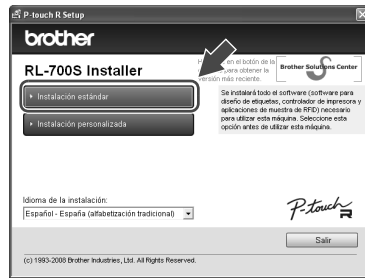 P-touch R Setup
brother
RL-700S Installer
en el botón de la
para obtener la
versión más reciente.
Brother Solutions Center
Instalación estándar
Se instalará todo el software (software para
diseño de etiquetas, controlador de impresora y
aplicaciones de muestra de RFID) necesario
para utilizar esta máquina. Seleccione esta
opción antes de utilizar esta máquina.
Instalación personalizada
Idioma de la instalación:
Español - España (alfabetización tradicional)
P-touch R
Salir
(c) 1993-2008 Brother Industries, Ltd. All Rights Reserved.